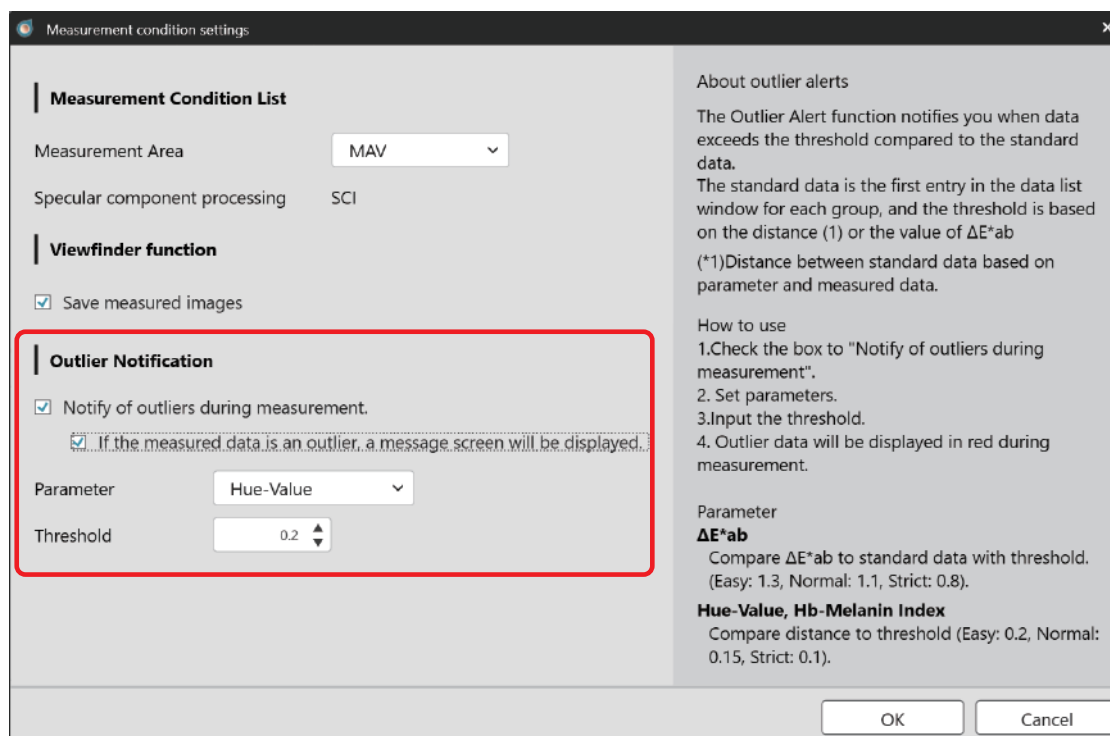 Measurement condition settings
Measurement Condition List
Measurement Area MAV
Specular component processing SCI
Viewfinder function
Save measured images
Outlier Notification
Notify of outliers during measurement.
If the measured data is an outlier, a message screen will be displayed.
Parameter Hue-Value
Threshold 0.2
About outlier alerts
The Outlier Alert function notifies you when data
exceeds the threshold compared to the standard
data.
The standard data is the first entry in the data list
window for each group, and the threshold is based
on the distance (1) or the value of ΔE*ab
(*1)Distance between standard data based on
parameter and measured data.
How to use
1.Check the box to "Notify of outliers during
measurement".
2. Set parameters.
3.Input the threshold.
4. Outlier data will be displayed in red during
measurement.
Parameter
ΔE*ab
Compare ΔE*ab to standard data with threshold.
(Easy: 1.3, Normal: 1.1, Strict: 0.8).
Hue-Value, Hb-Melanin Index
Compare distance to threshold (Easy: 0.2, Normal:
0.15, Strict: 0.1).
OK Cancel